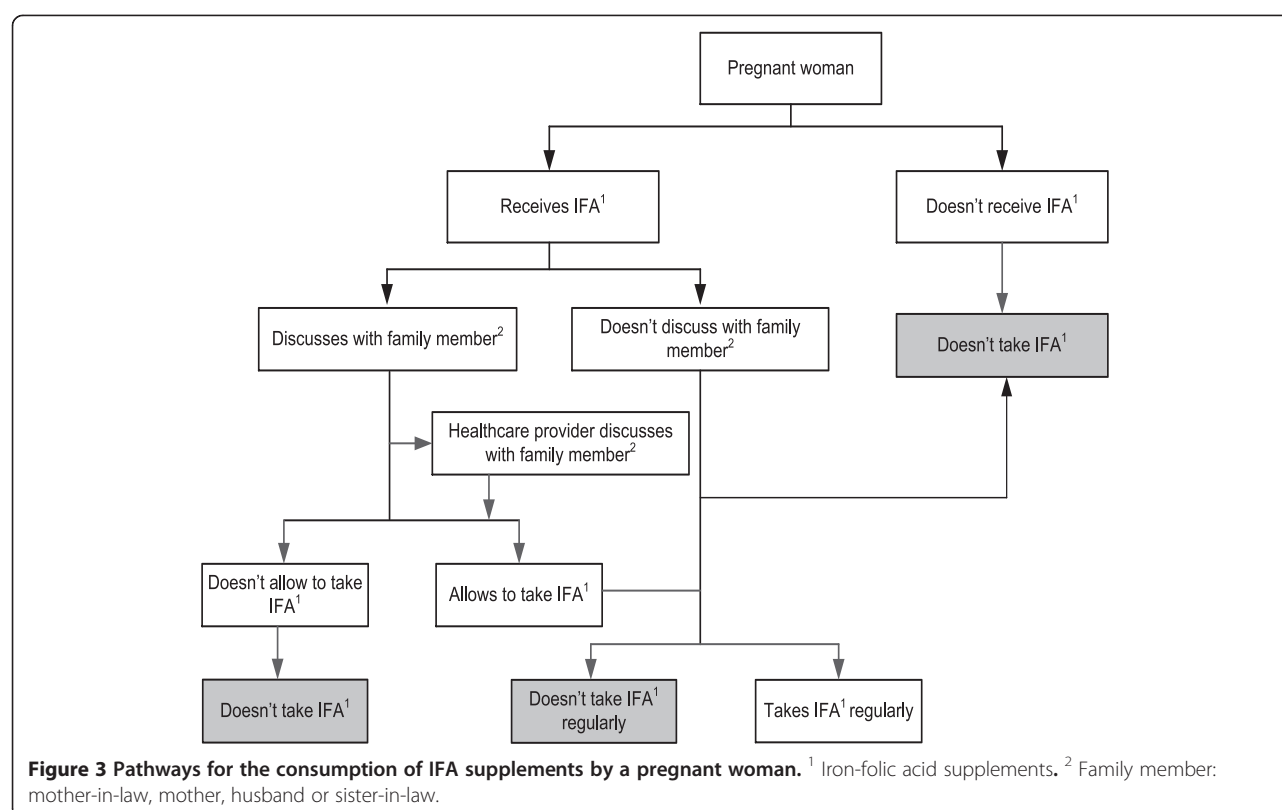 Pregnant woman
Receives IFA¹
Doesn't receive IFA¹
Discusses with family member²
Doesn't discuss with family
member²
Doesn't take IFA¹
Healthcare provider discusses
with family member²
Doesn't allow to take
IFA¹
Allows to take IFA¹
Doesn't take IFA¹
Doesn't take IFA¹
regularly
Takes IFA¹ regularly
Figure 3 Pathways for the consumption of IFA supplements by a pregnant woman. ¹ Iron-folic acid supplements. ² Family member:
mother-in-law, mother, husband or sister-in-law.